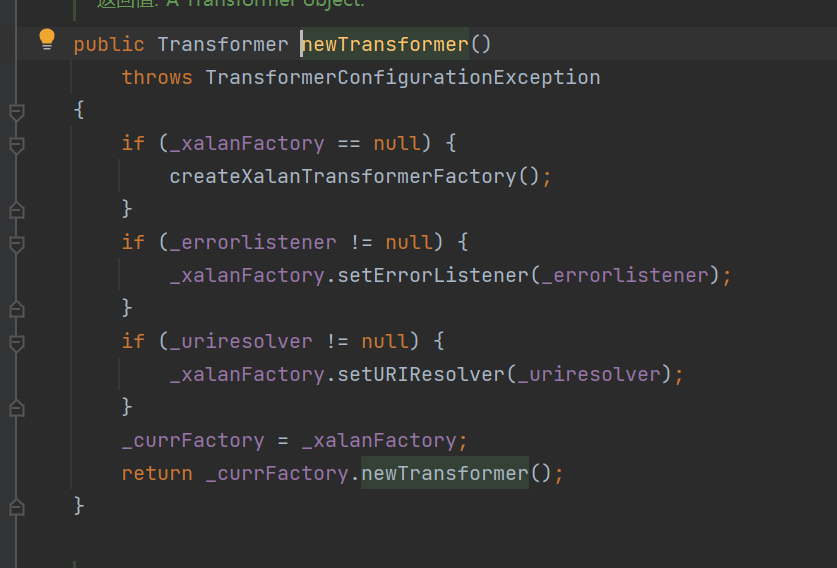 返回值: A Transformer object.
public Transformer newTransformer()
throws TransformerConfigurationException
{
if (_xalanFactory == null) {
createXalanTransformerFactory();
}
if (_errorlistener != null) {
_xalanFactory.setErrorListener(_errorlistener);
}
if (_uriresolver != null) {
_xalanFactory.setURIResolver(_uriresolver);
}
_currFactory = _xalanFactory;
return _currFactory.newTransformer();
}